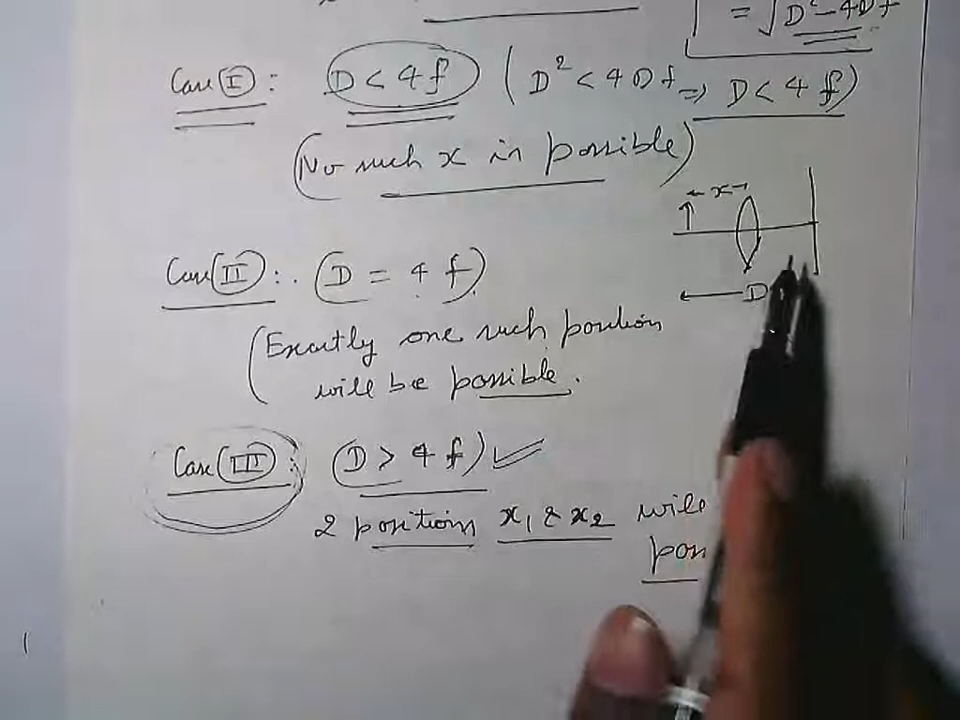 = √D²-4Df
Case (I) : D < 4f ( D² < 4Df => D < 4f )
(No such x is possible)
x
Case (II) : . (D = 4f)
D
(Exactly one such position
will be possible.
Case (III) : (D > 4f) ✓
2 positions x₁ & x₂ will